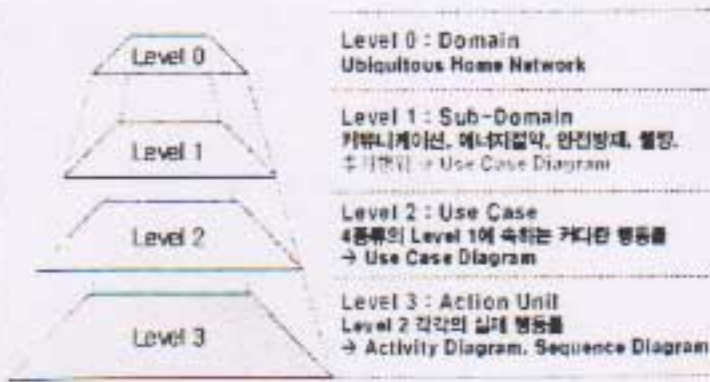 Level 0
Level 0 : Domain
Ubiquitous Home Network
Level 1
Level 1 : Sub-Domain
커뮤니케이션, 에너지절약, 안전방재, 웰빙,
→ Use Case Diagram
Level 2
Level 2 : Use Case
4종류의 Level 1에 속하는 커다란 행동들
→ Use Case Diagram
Level 3
Level 3 : Action Unit
Level 2 각각의 실제 행동들
→ Activity Diagram, Sequence Diagram